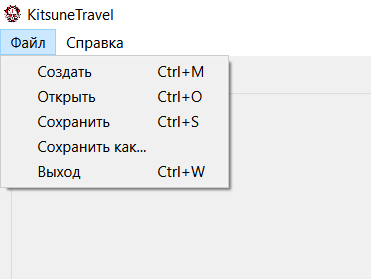 KitsuneTravel
Файл Справка
Создать Ctrl+M
Открыть Ctrl+O
Сохранить Ctrl+S
Сохранить как...
Выход Ctrl+W